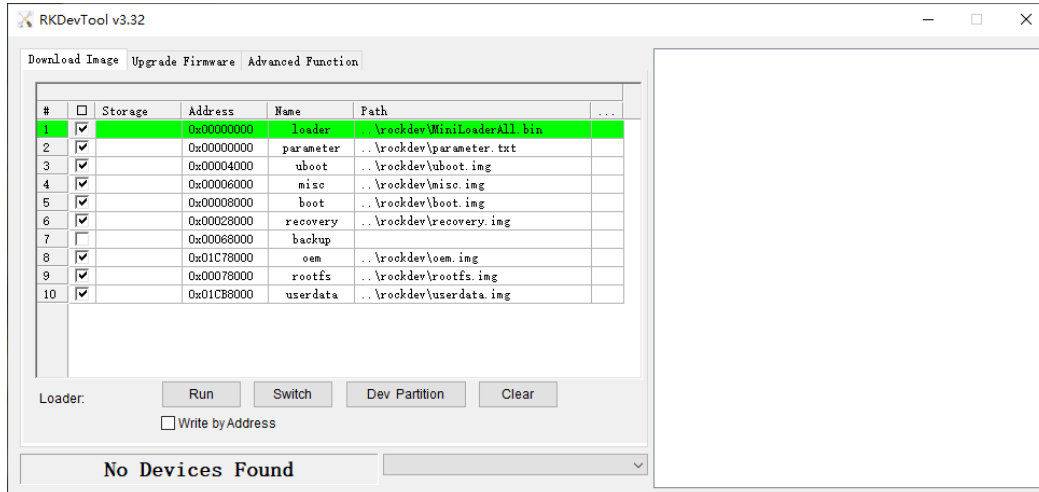 RKDevTool v3.32
Download Image Upgrade Firmware Advanced Function
# Storage Address Name Path ...
1 0x00000000 loader ..\rockdev\MiniLoaderAll.bin
2 0x00000000 parameter ..\rockdev\parameter.txt
3 0x00004000 uboot ..\rockdev\uboot.img
4 0x00006000 misc ..\rockdev\misc.img
5 0x00008000 boot ..\rockdev\boot.img
6 0x00028000 recovery ..\rockdev\recovery.img
7 0x00068000 backup
8 0x01C78000 oem ..\rockdev\oem.img
9 0x00078000 rootfs ..\rockdev\rootfs.img
10 0x01CB8000 userdata ..\rockdev\userdata.img
Loader: Run Switch Dev Partition Clear
Write by Address
No Devices Found